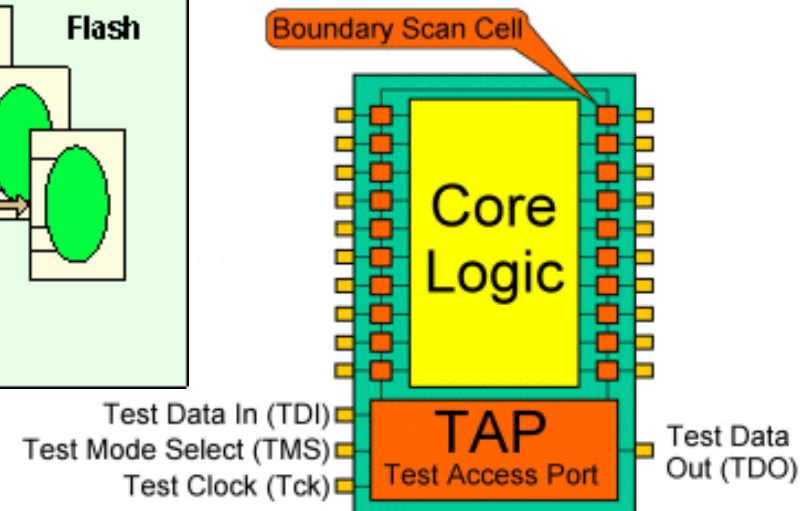 Flash
Boundary Scan Cell
Core
Logic
Test Data In (TDI)
Test Mode Select (TMS)
Test Clock (Tck)
TAP
Test Access Port
Test Data
Out (TDO)